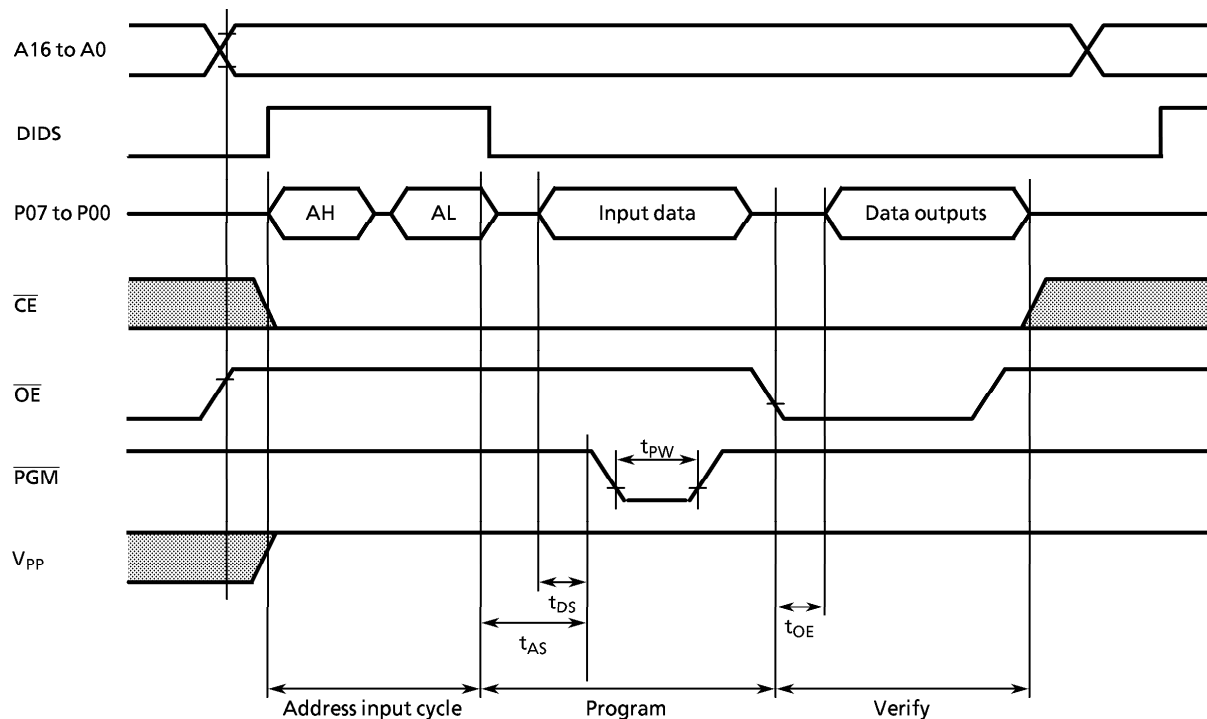 A16 to A0
DIDS
P07 to P00
AH
AL
Input data
Data outputs
CE
OE
PGM
tPW
VPP
tDS
tAS
tOE
Address input cycle
Program
Verify